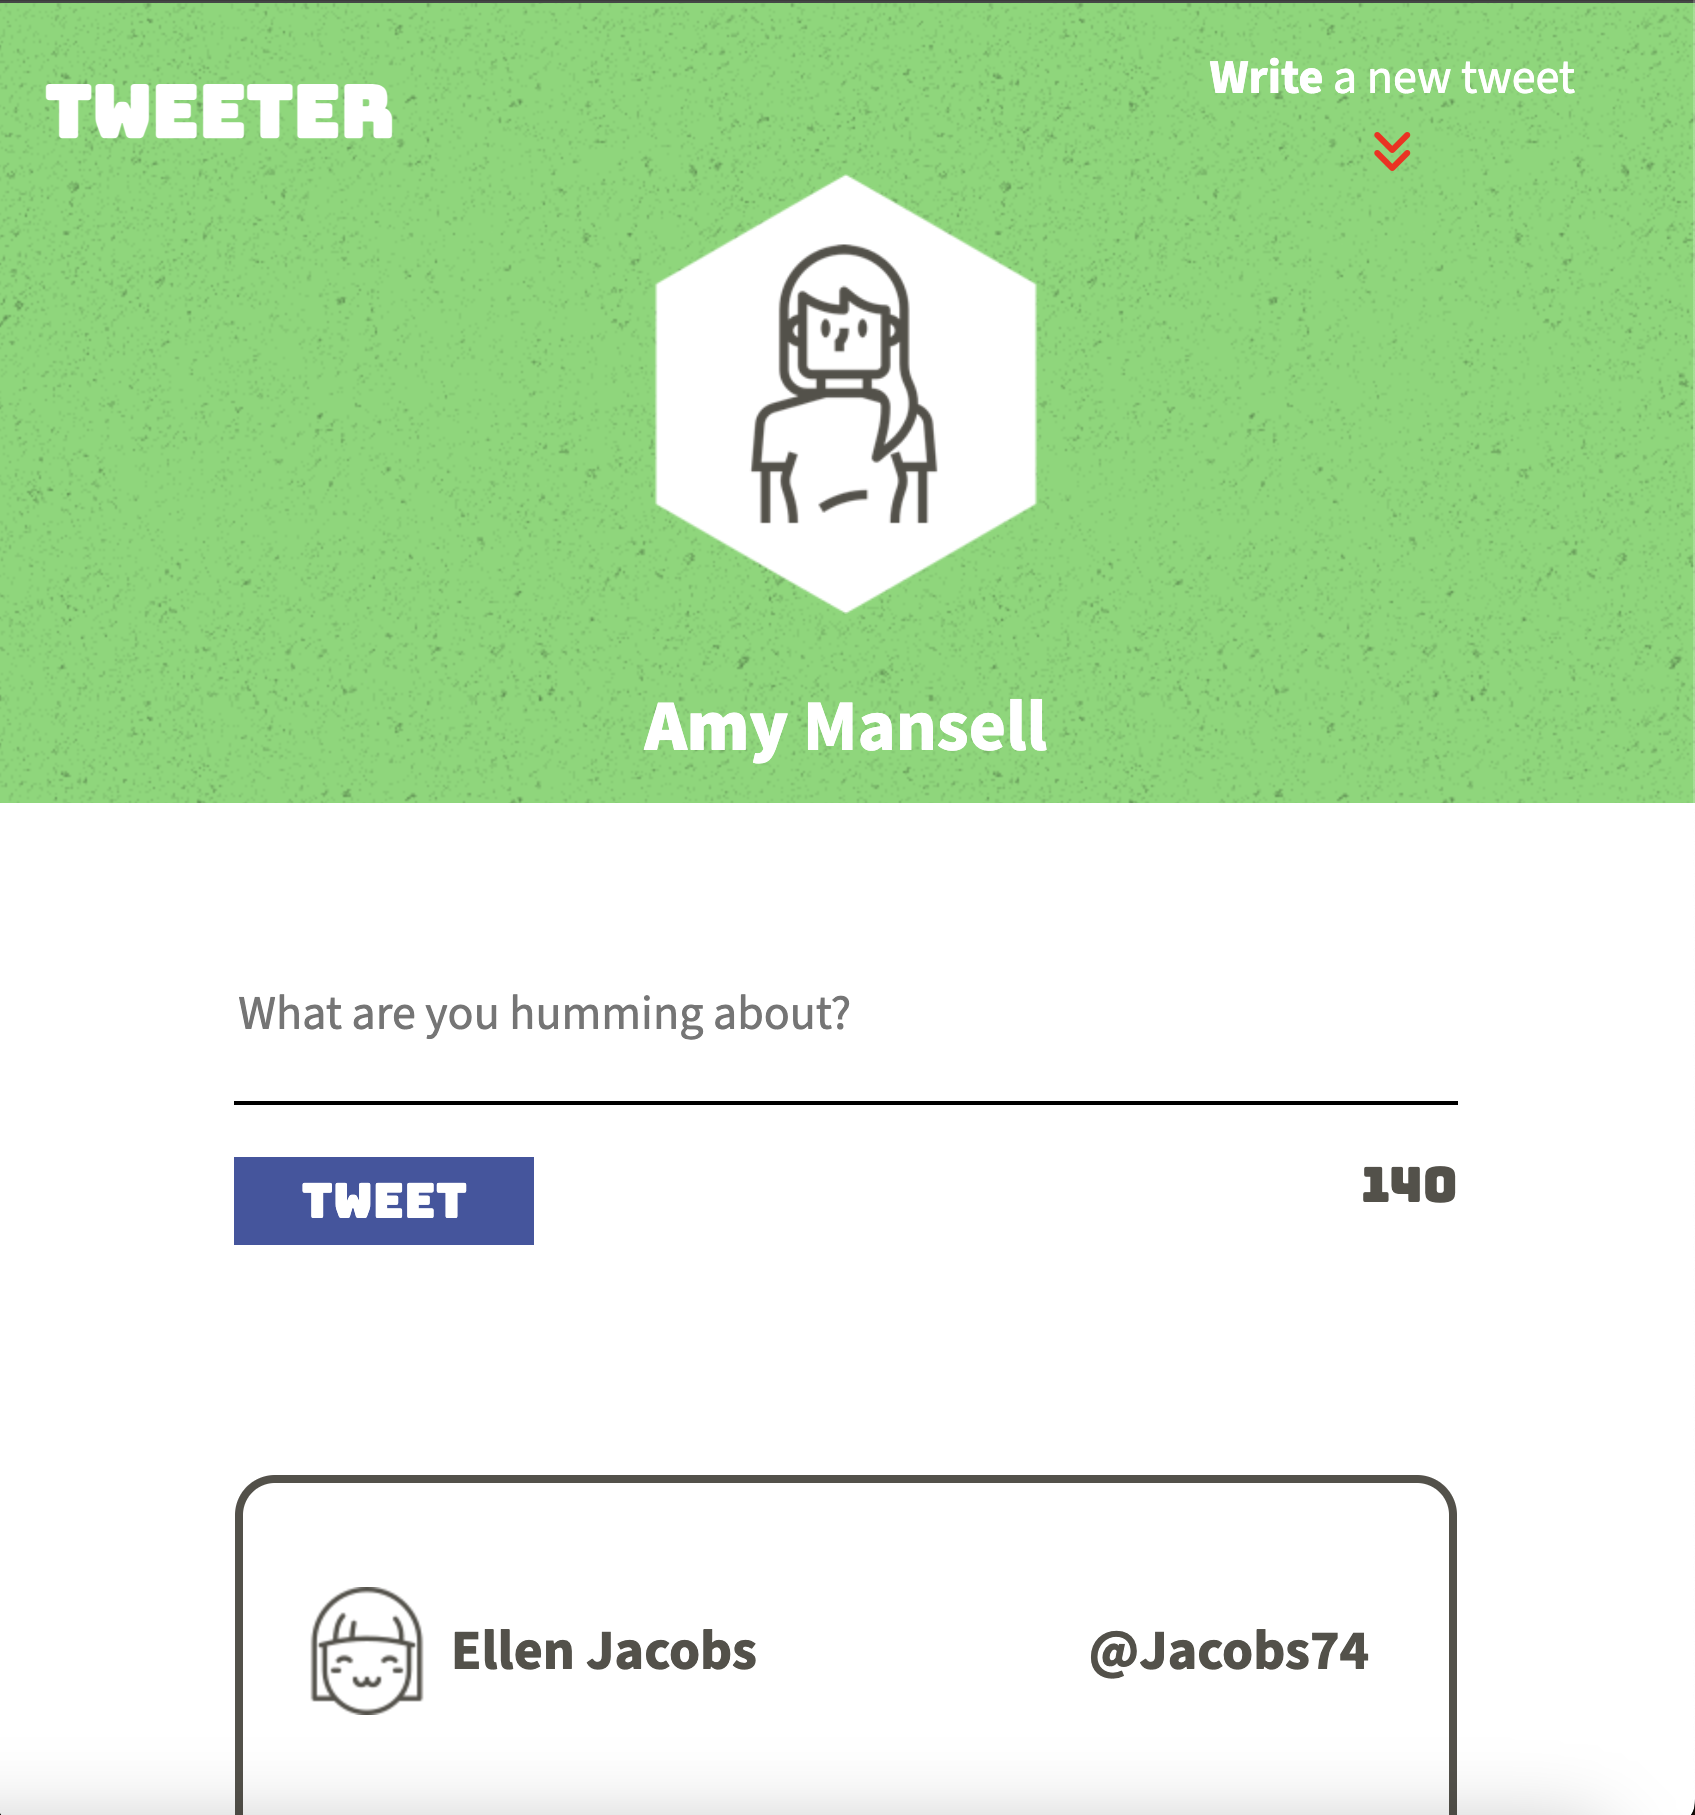 TWEETER
Write a new tweet
Amy Mansell
What are you humming about?
TWEET
140
Ellen Jacobs
@Jacobs74